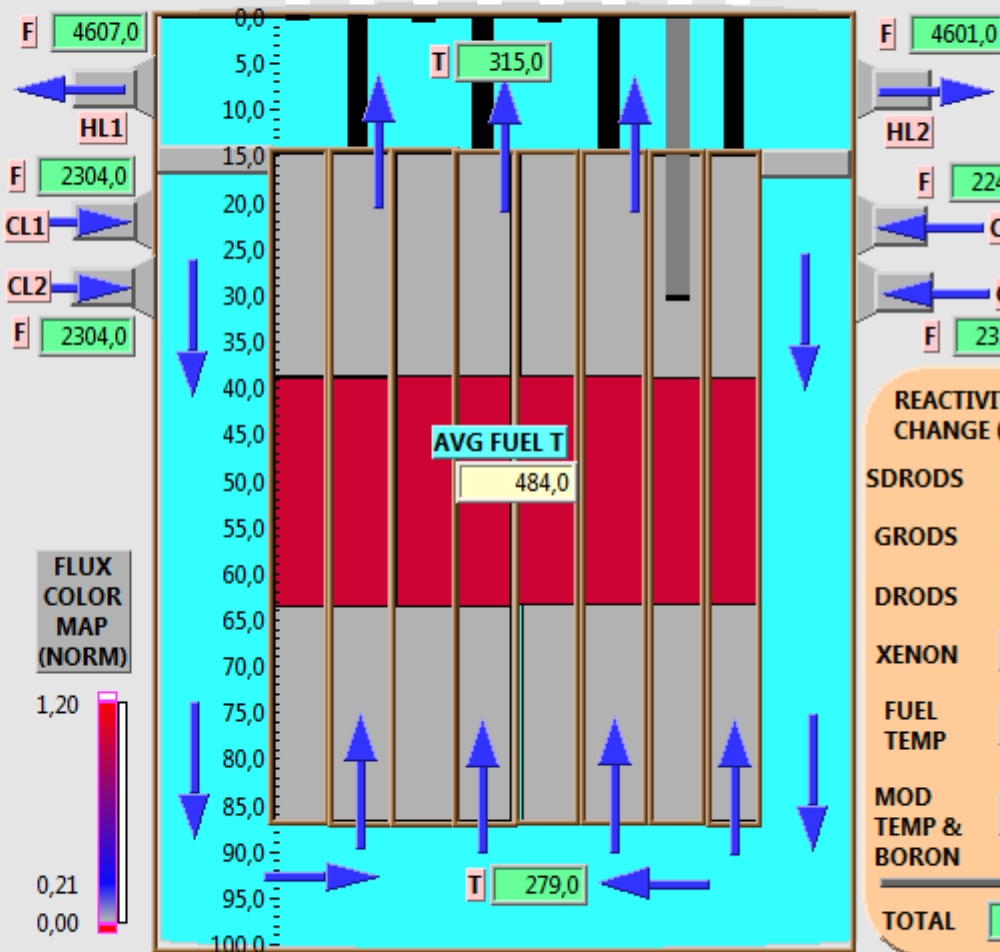 F 4607,0
HL1
F 2304,0
CL1
CL2
F 2304,0
0,0
5,0
10,0
15,0
20,0
25,0
30,0
35,0
40,0
45,0
50,0
55,0
60,0
65,0
70,0
75,0
80,0
85,0
90,0
95,0
100,0
T 315,0
AVG FUEL T
484,0
T 279,0
FLUX
COLOR
MAP
(NORM)
1,20
0,21
0,00
F 4601,0
HL2
F
F
SDRODS
GRODS
DRODS
XENON
FUEL
TEMP
MOD
TEMP &
BORON
TOTAL